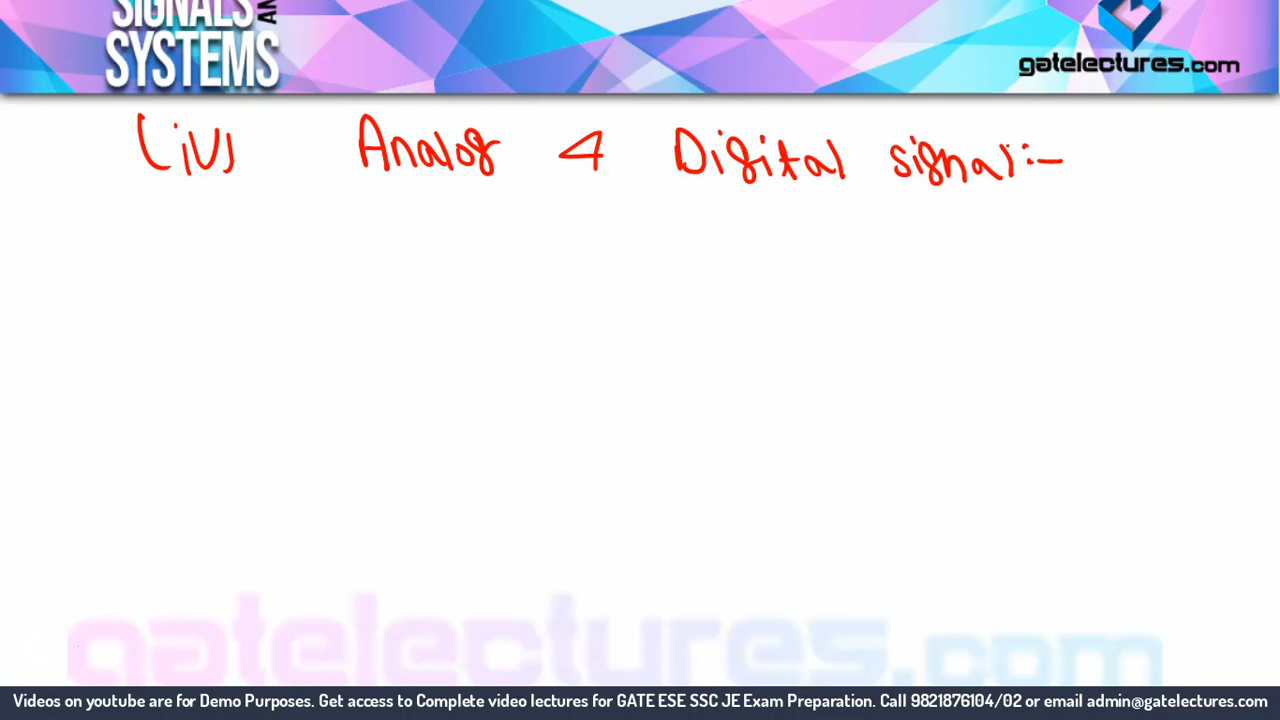 SIGNALS AND
SYSTEMS
gatelectures.com
(iv) Analog & Digital signal:-
gatelectures.com
Videos on youtube are for Demo Purposes. Get access to Complete video lectures for GATE ESE SSC JE Exam Preparation. Call 9821876104/02 or email admin@gatelectures.com